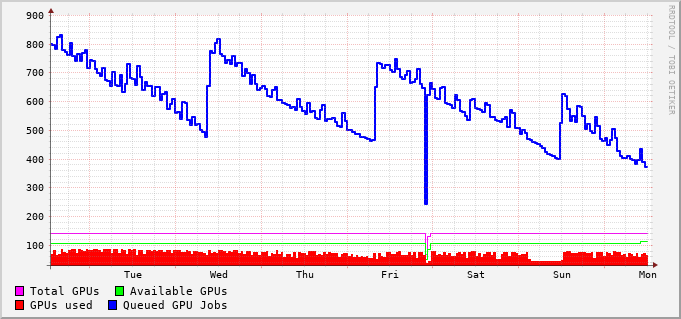 RRDTOOL / TOBI OETIKER
900
800
700
600
500
400
300
200
100
Tue Wed Thu Fri Sat Sun Mon
Total GPUs Available GPUs
GPUs used Queued GPU Jobs